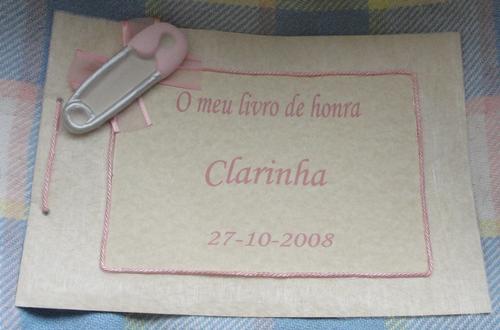 O meu livro de honra
Clarinha
27-10-2008